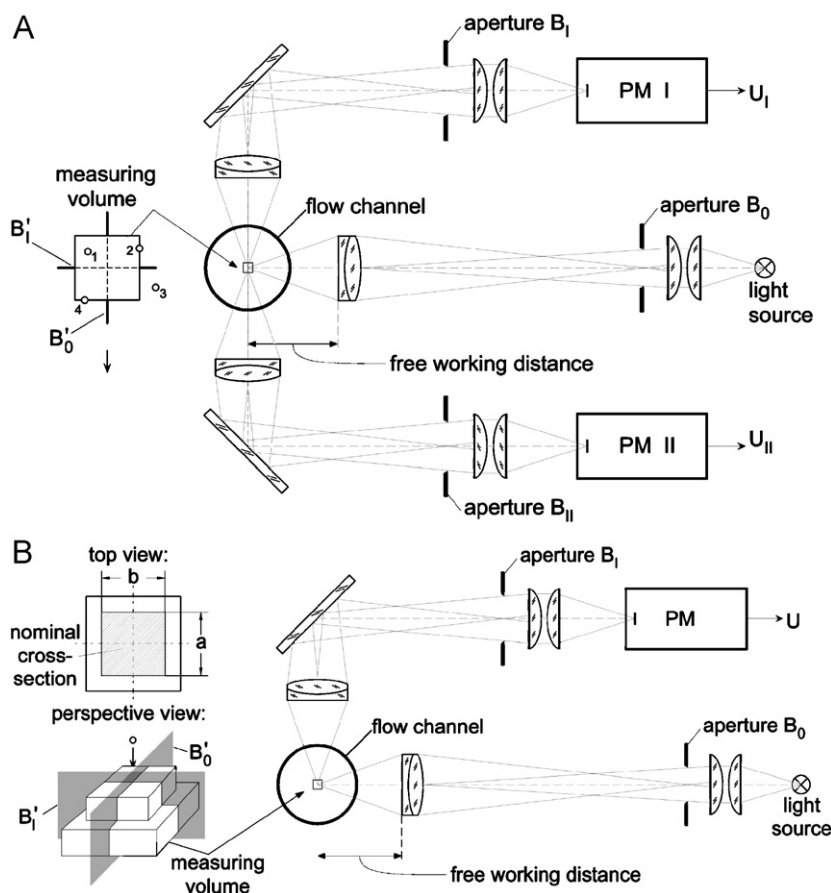 A
aperture B_I
PM I
U_I
measuring
volume
flow channel
aperture B_0
B'_I
1
2
3
4
B'_0
light
source
free working distance
PM II
U_II
aperture B_II
B
top view:
b
nominal
cross-
section
a
perspective view:
B'_0
B'_I
measuring
volume
aperture B_I
PM
U
flow channel
aperture B_0
light
source
free working distance